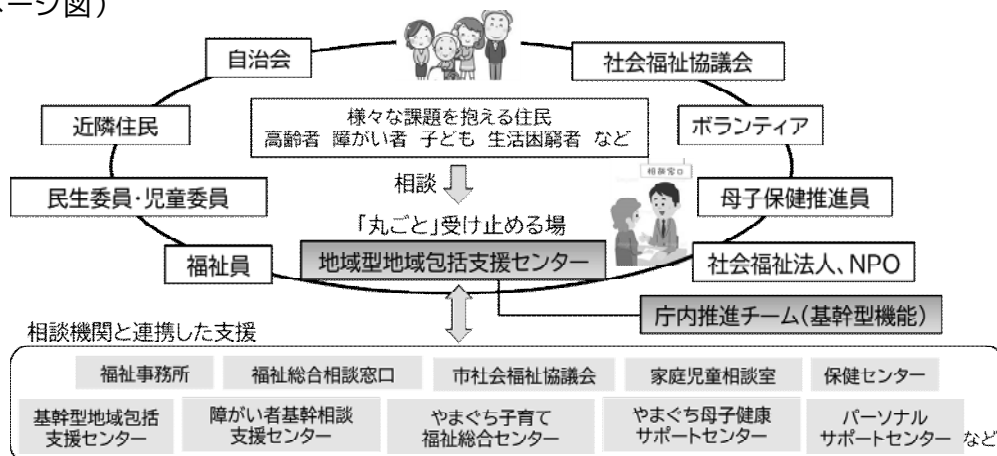 ページ図）
自治会
社会福祉協議会
近隣住民
様々な課題を抱える住民
高齢者 障がい者 子ども 生活困窮者 など
ボランティア
相談窓口
民生委員・児童委員
相談
母子保健推進員
「丸ごと」受け止める場
福祉員
地域型地域包括支援センター
社会福祉法人、NPO
庁内推進チーム（基幹型機能）
相談機関と連携した支援
福祉事務所
福祉総合相談窓口
市社会福祉協議会
家庭児童相談室
保健センター
基幹型地域包括
支援センター
障がい者基幹相談
支援センター
やまぐち子育て
福祉総合センター
やまぐち母子健康
サポートセンター
パーソナル
サポートセンター など